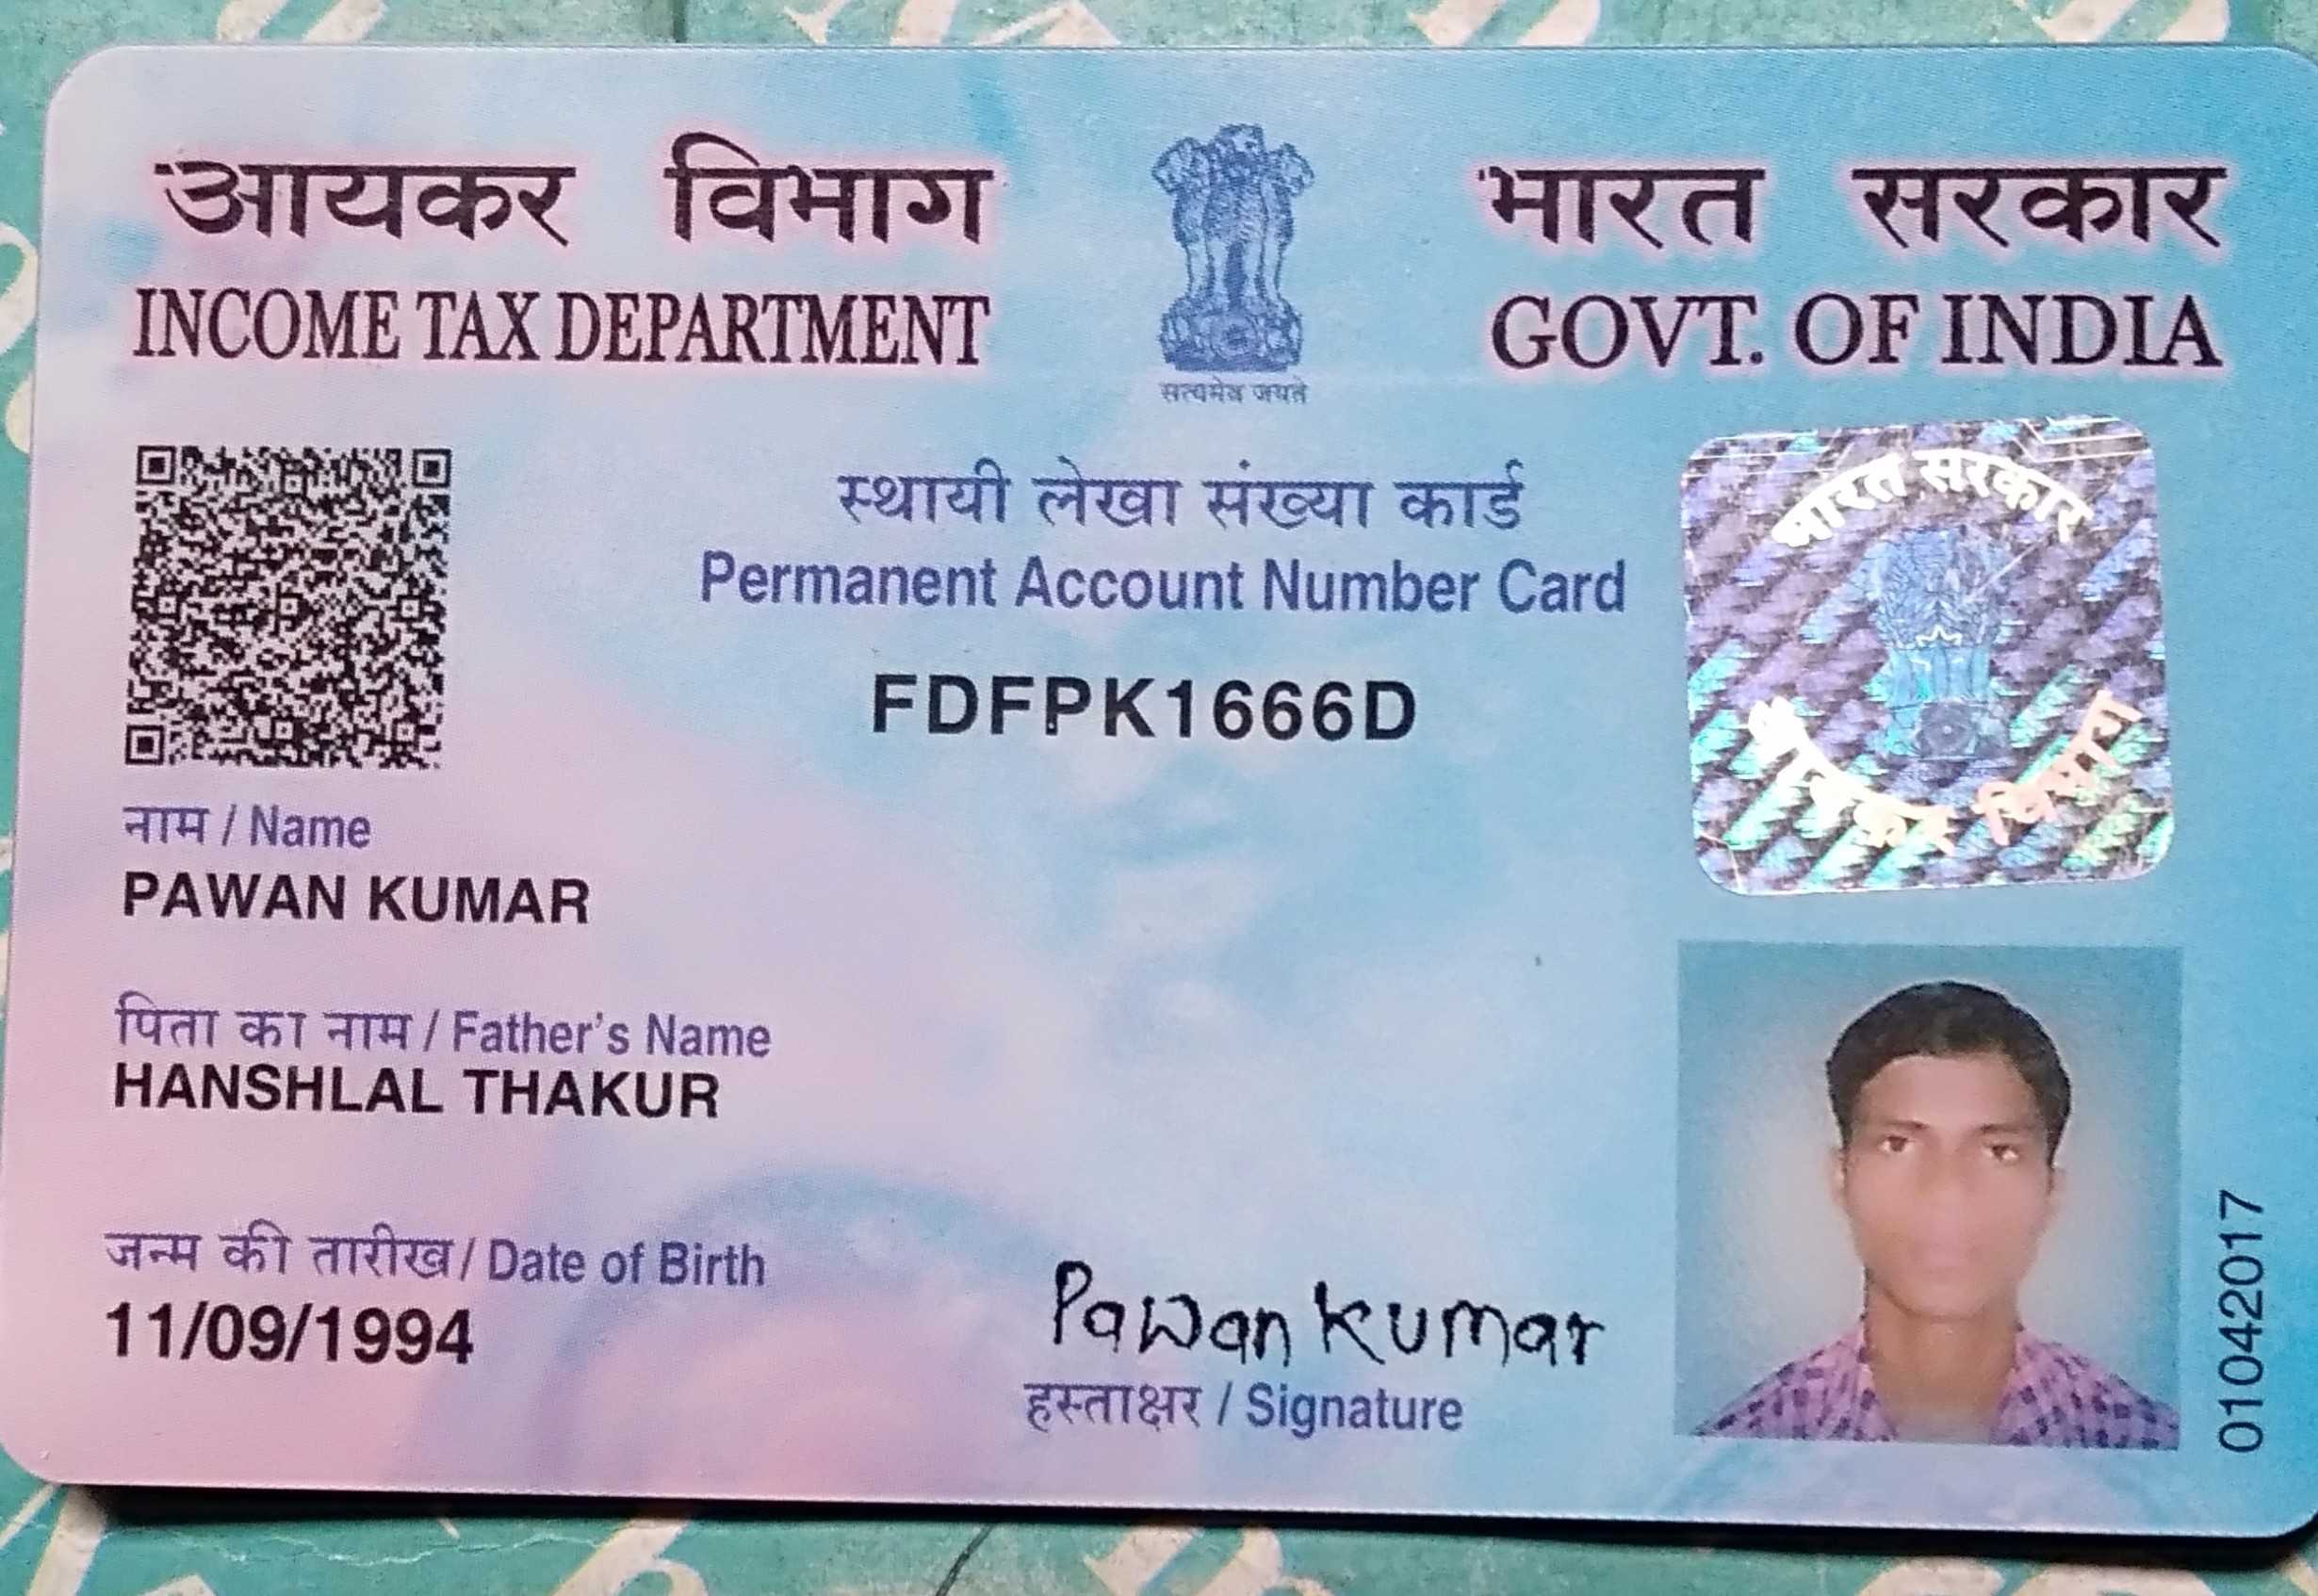 आयकर विभाग
INCOME TAX DEPARTMENT
सत्यमेव जयते
भारत सरकार
GOVT. OF INDIA
स्थायी लेखा संख्या कार्ड
Permanent Account Number Card
FDFPK1666D
भारत सरकार
आयकर विभाग
नाम / Name
PAWAN KUMAR
पिता का नाम / Father's Name
HANSHLAL THAKUR
जन्म की तारीख / Date of Birth
11/09/1994
Pawan Kumar
हस्ताक्षर / Signature
01042017